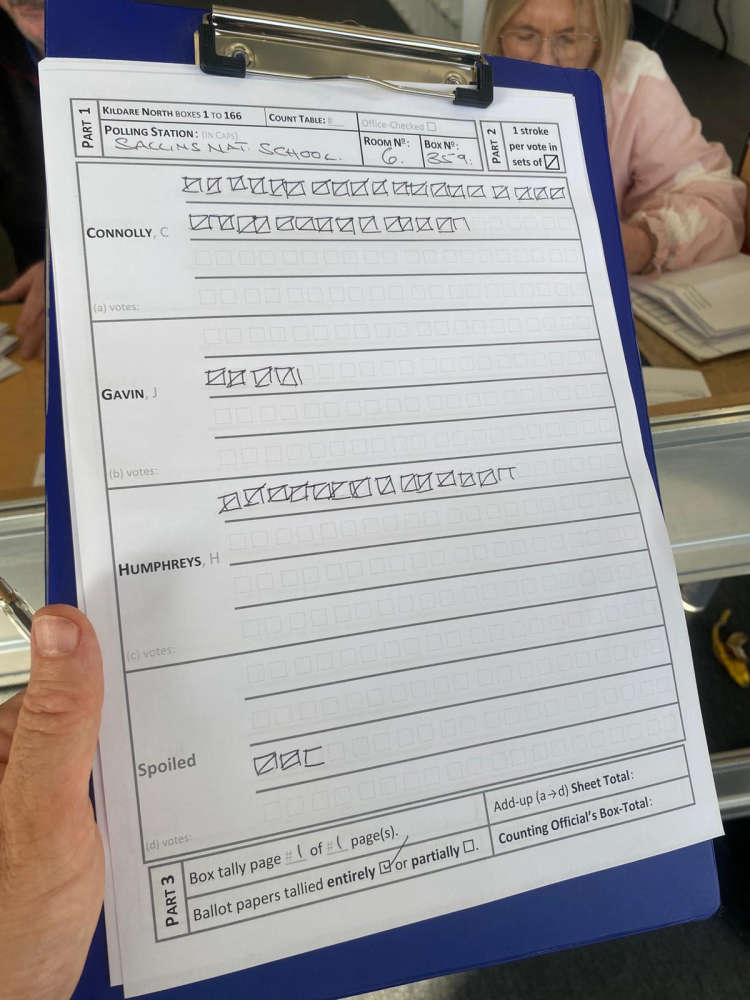 PART 1
KILDARE NORTH BOXES 1 TO 166 COUNT TABLE: Office-Checked
POLLING STATION: (IN CAPS) ROOM Nº: BOX Nº:
SALLINS NAT. SCHOOL. 6. 359.
PART 2
1 stroke
per vote in
sets of
CONNOLLY, C
(a) votes:
GAVIN, J
(b) votes:
HUMPHREYS, H
(c) votes:
Spoiled
(d) votes:
PART 3
Box tally page #1 of #1 page(s).
Ballot papers tallied entirely or partially.
Add-up (a→d) Sheet Total:
Counting Official's Box-Total: